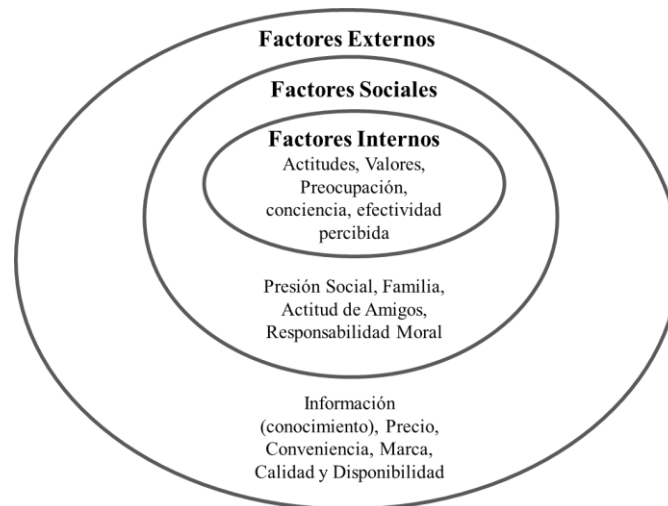 Factores Externos
Factores Sociales
Factores Internos
Actitudes, Valores,
Preocupación,
conciencia, efectividad
percibida
Presión Social, Familia,
Actitud de Amigos,
Responsabilidad Moral
Información
(conocimiento), Precio,
Conveniencia, Marca,
Calidad y Disponibilidad